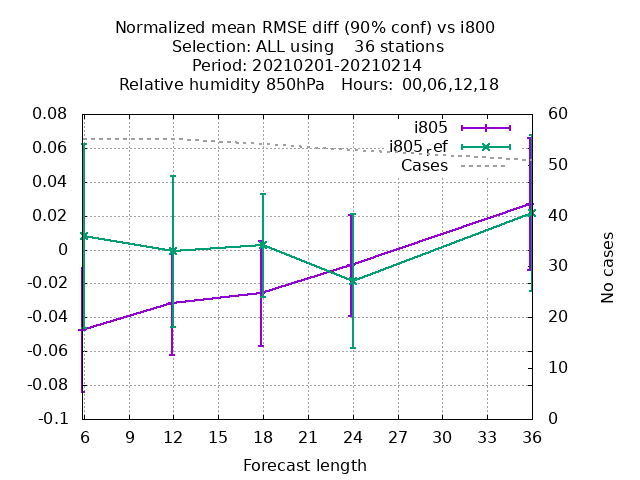 Normalized mean RMSE diff (90% conf) vs i800
Selection: ALL using    36 stations
Period: 20210201-20210214
Relative humidity 850hPa   Hours:  00,06,12,18
i805
i805_ef
Cases
0.08
0.06
0.04
0.02
0
-0.02
-0.04
-0.06
-0.08
-0.1
60
50
40
30
20
10
0
No cases
6 9 12 15 18 21 24 27 30 33 36
Forecast length